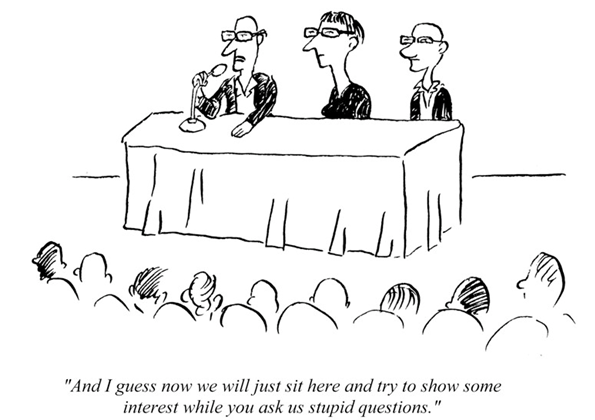 "And I guess now we will just sit here and try to show some
interest while you ask us stupid questions."